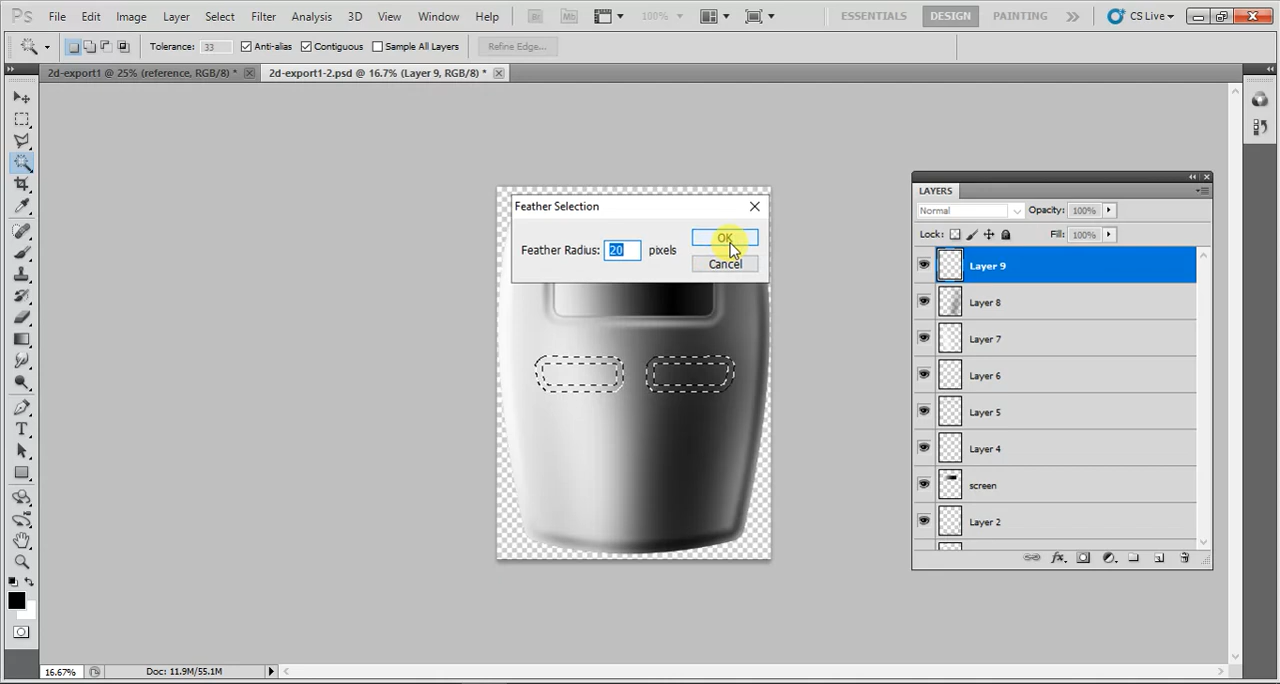 Ps File Edit Image Layer Select Filter Analysis 3D View Window Help Br Mb 100% ESSENTIALS DESIGN PAINTING CS Live
Tolerance: 33 Anti-alias Contiguous Sample All Layers Refine Edge...
2d-export1 @ 25% (reference, RGB/8) * 2d-export1-2.psd @ 16.7% (Layer 9, RGB/8) *
LAYERS
Feather Selection
Normal Opacity: 100%
Lock: Fill: 100%
OK
Feather Radius: 20 pixels
Cancel
Layer 9
Layer 8
Layer 7
Layer 6
Layer 5
Layer 4
screen
Layer 2
fx
T
16.67% Doc: 11.9M/55.1M